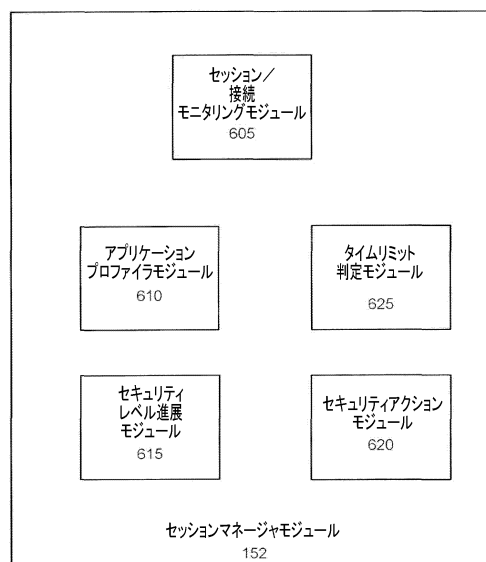 セッション／
接続
モニタリングモジュール
605
アプリケーション
プロファイラモジュール
610
タイムリミット
判定モジュール
625
セキュリティ
レベル進展
モジュール
615
セキュリティアクション
モジュール
620
セッションマネージャモジュール
152